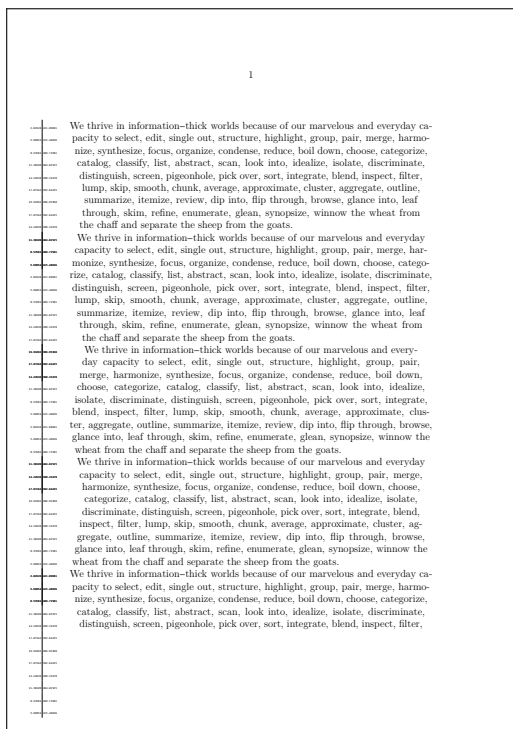 1
We thrive in information–thick worlds because of our marvelous and everyday ca-
pacity to select, edit, single out, structure, highlight, group, pair, merge, harmo-
nize, synthesize, focus, organize, condense, reduce, boil down, choose, categorize,
catalog, classify, list, abstract, scan, look into, idealize, isolate, discriminate,
distinguish, screen, pigeonhole, pick over, sort, integrate, blend, inspect, filter,
lump, skip, smooth, chunk, average, approximate, cluster, aggregate, outline,
summarize, itemize, review, dip into, flip through, browse, glance into, leaf
through, skim, refine, enumerate, glean, synopsize, winnow the wheat from
the chaff and separate the sheep from the goats.
We thrive in information–thick worlds because of our marvelous and everyday
capacity to select, edit, single out, structure, highlight, group, pair, merge, har-
monize, synthesize, focus, organize, condense, reduce, boil down, choose, catego-
rize, catalog, classify, list, abstract, scan, look into, idealize, isolate, discriminate,
distinguish, screen, pigeonhole, pick over, sort, integrate, blend, inspect, filter,
lump, skip, smooth, chunk, average, approximate, cluster, aggregate, outline,
summarize, itemize, review, dip into, flip through, browse, glance into, leaf
through, skim, refine, enumerate, glean, synopsize, winnow the wheat from
the chaff and separate the sheep from the goats.
We thrive in information–thick worlds because of our marvelous and every-
day capacity to select, edit, single out, structure, highlight, group, pair,
merge, harmonize, synthesize, focus, organize, condense, reduce, boil down,
choose, categorize, catalog, classify, list, abstract, scan, look into, idealize,
isolate, discriminate, distinguish, screen, pigeonhole, pick over, sort, integrate,
blend, inspect, filter, lump, skip, smooth, chunk, average, approximate, clus-
ter, aggregate, outline, summarize, itemize, review, dip into, flip through, browse,
glance into, leaf through, skim, refine, enumerate, glean, synopsize, winnow the
wheat from the chaff and separate the sheep from the goats.
We thrive in information–thick worlds because of our marvelous and everyday
capacity to select, edit, single out, structure, highlight, group, pair, merge,
harmonize, synthesize, focus, organize, condense, reduce, boil down, choose,
categorize, catalog, classify, list, abstract, scan, look into, idealize, isolate,
discriminate, distinguish, screen, pigeonhole, pick over, sort, integrate, blend,
inspect, filter, lump, skip, smooth, chunk, average, approximate, cluster, ag-
gregate, outline, summarize, itemize, review, dip into, flip through, browse,
glance into, leaf through, skim, refine, enumerate, glean, synopsize, winnow the
wheat from the chaff and separate the sheep from the goats.
We thrive in information–thick worlds because of our marvelous and everyday ca-
pacity to select, edit, single out, structure, highlight, group, pair, merge, harmo-
nize, synthesize, focus, organize, condense, reduce, boil down, choose, categorize,
catalog, classify, list, abstract, scan, look into, idealize, isolate, discriminate,
distinguish, screen, pigeonhole, pick over, sort, integrate, blend, inspect, filter,